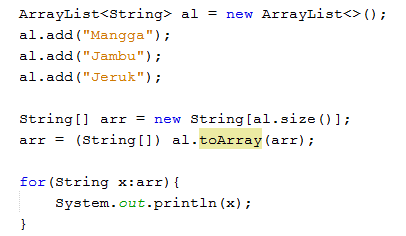 ArrayList<String> al = new ArrayList<>();
al.add("Mangga");
al.add("Jambu");
al.add("Jeruk");
String[] arr = new String[al.size()];
arr = (String[]) al.toArray(arr);
for(String x:arr){
System.out.println(x);
}